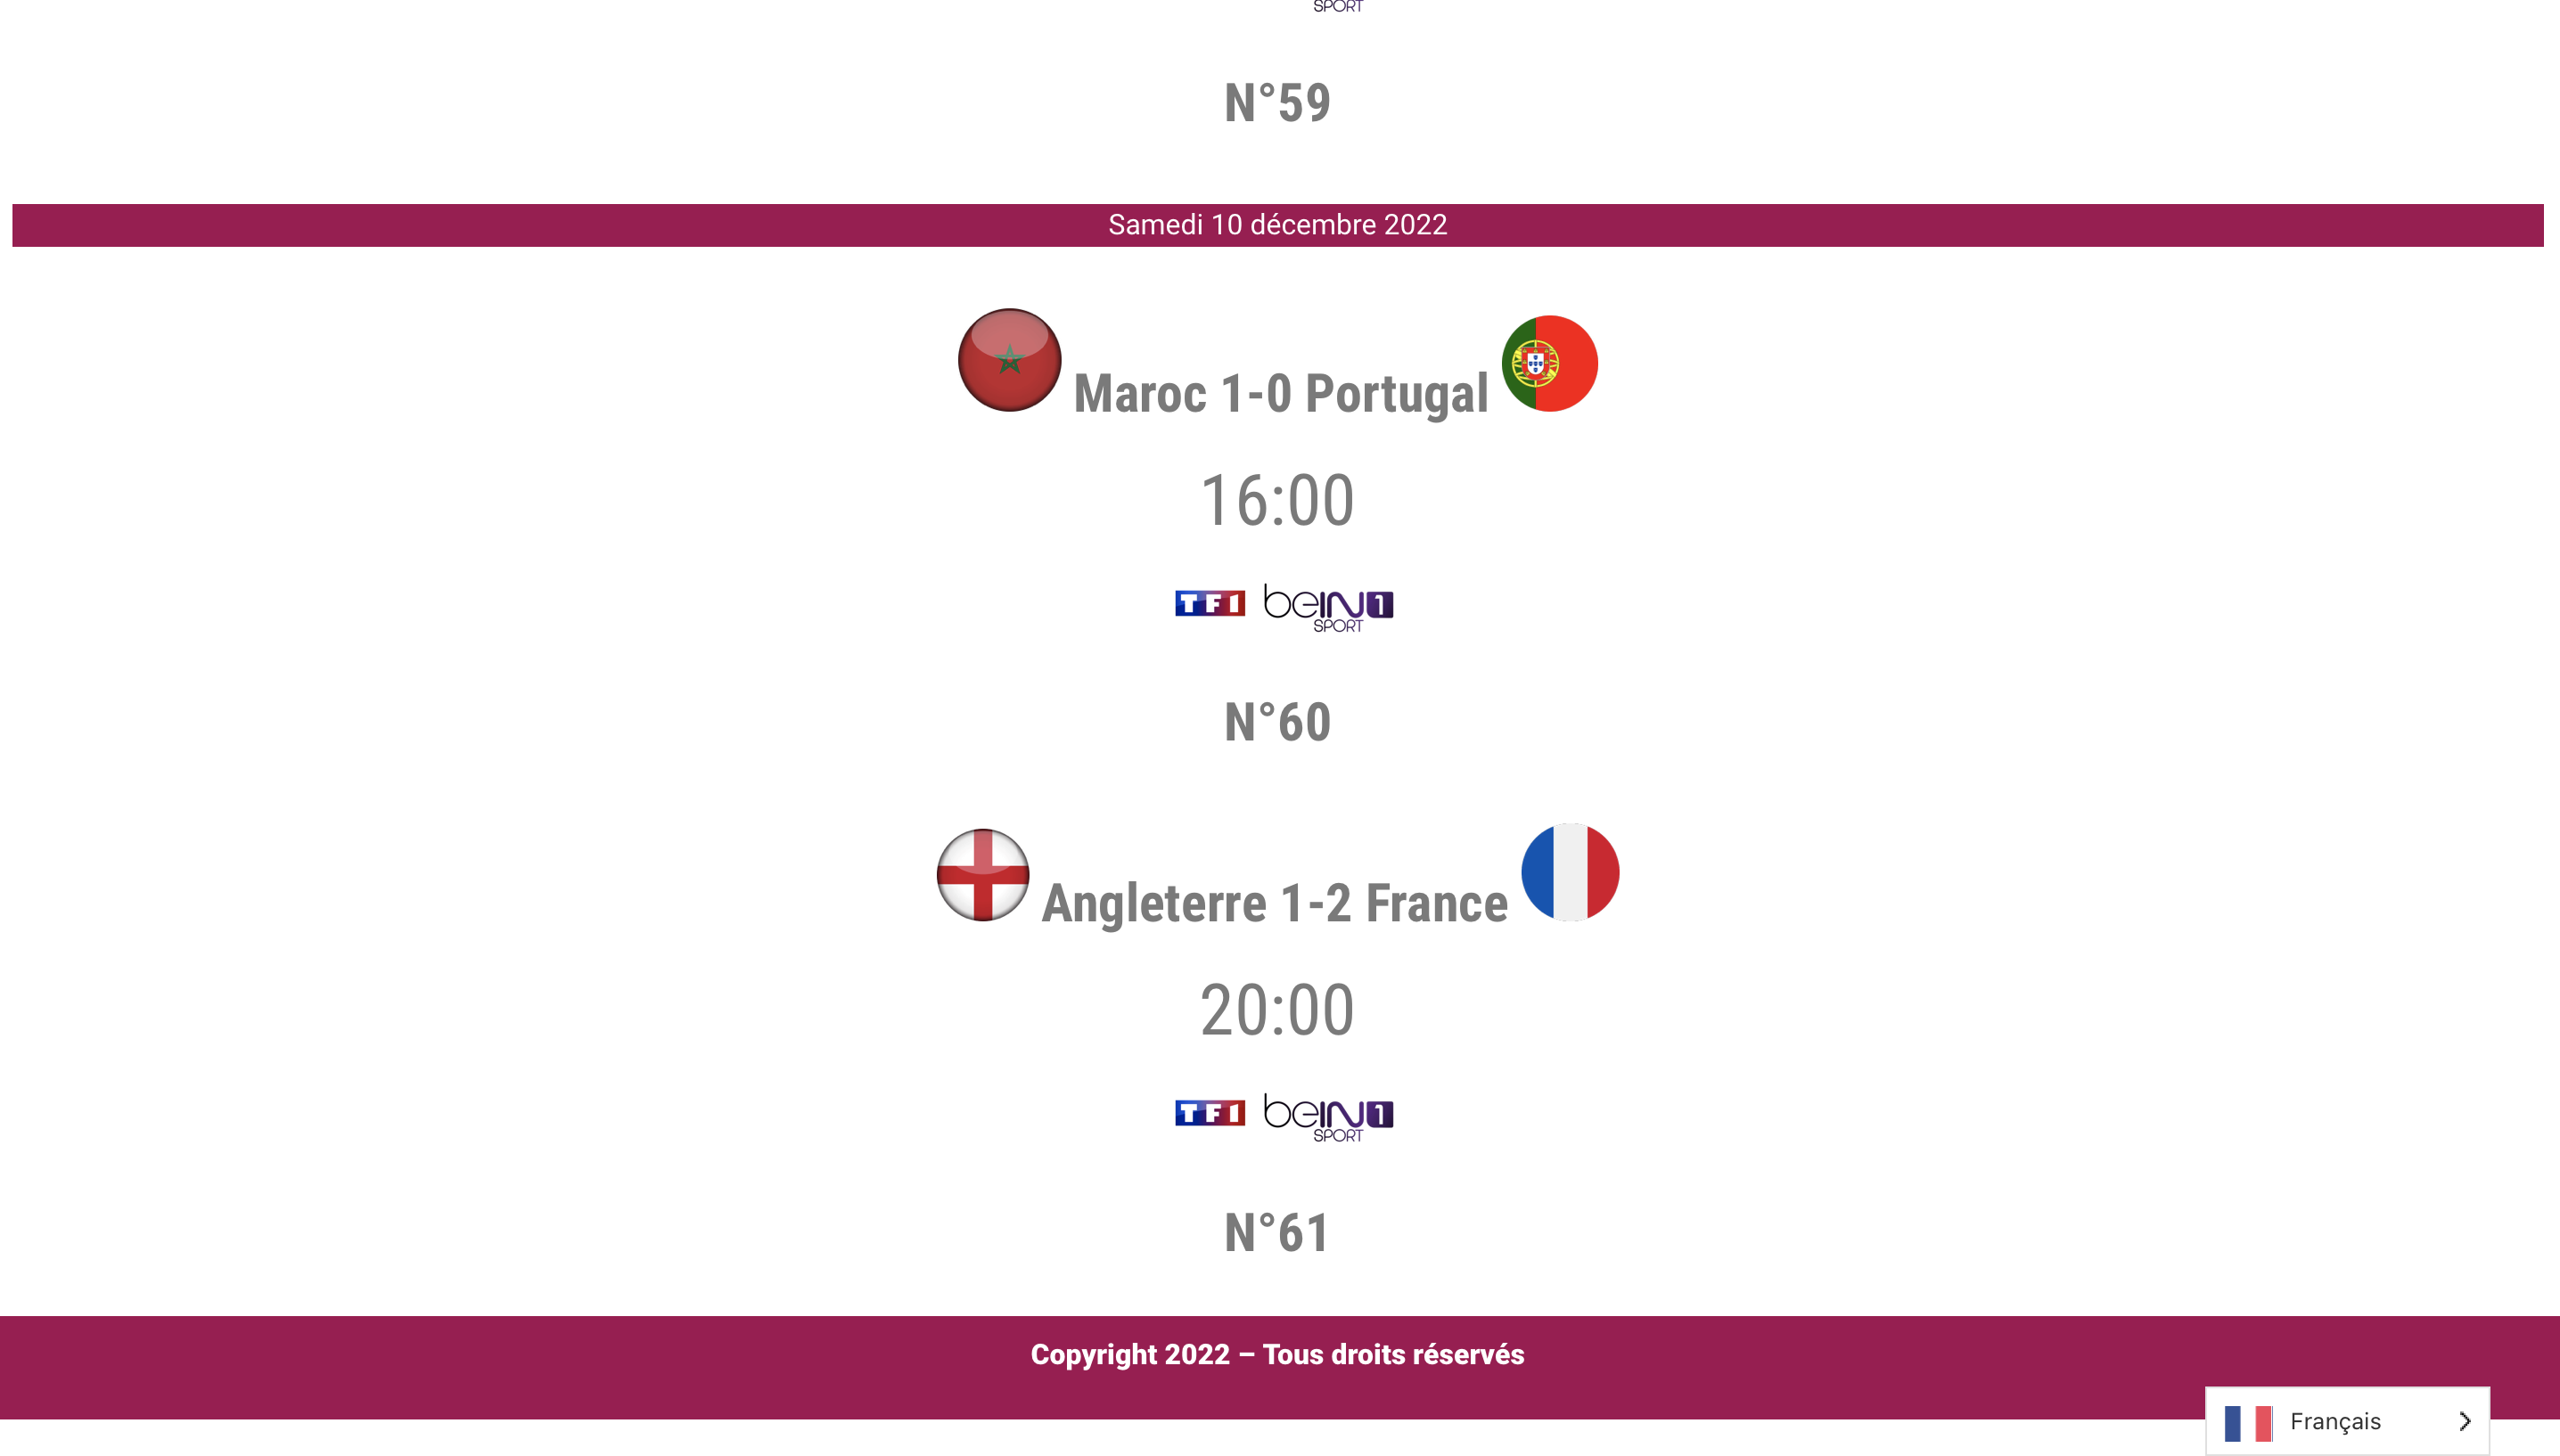 SPORT
N°59
Samedi 10 décembre 2022
Maroc 1-0 Portugal
16:00
TF1 beIN 1
SPORT
N°60
Angleterre 1-2 France
20:00
TF1 beIN 1
SPORT
N°61
Copyright 2022 – Tous droits réservés
Français